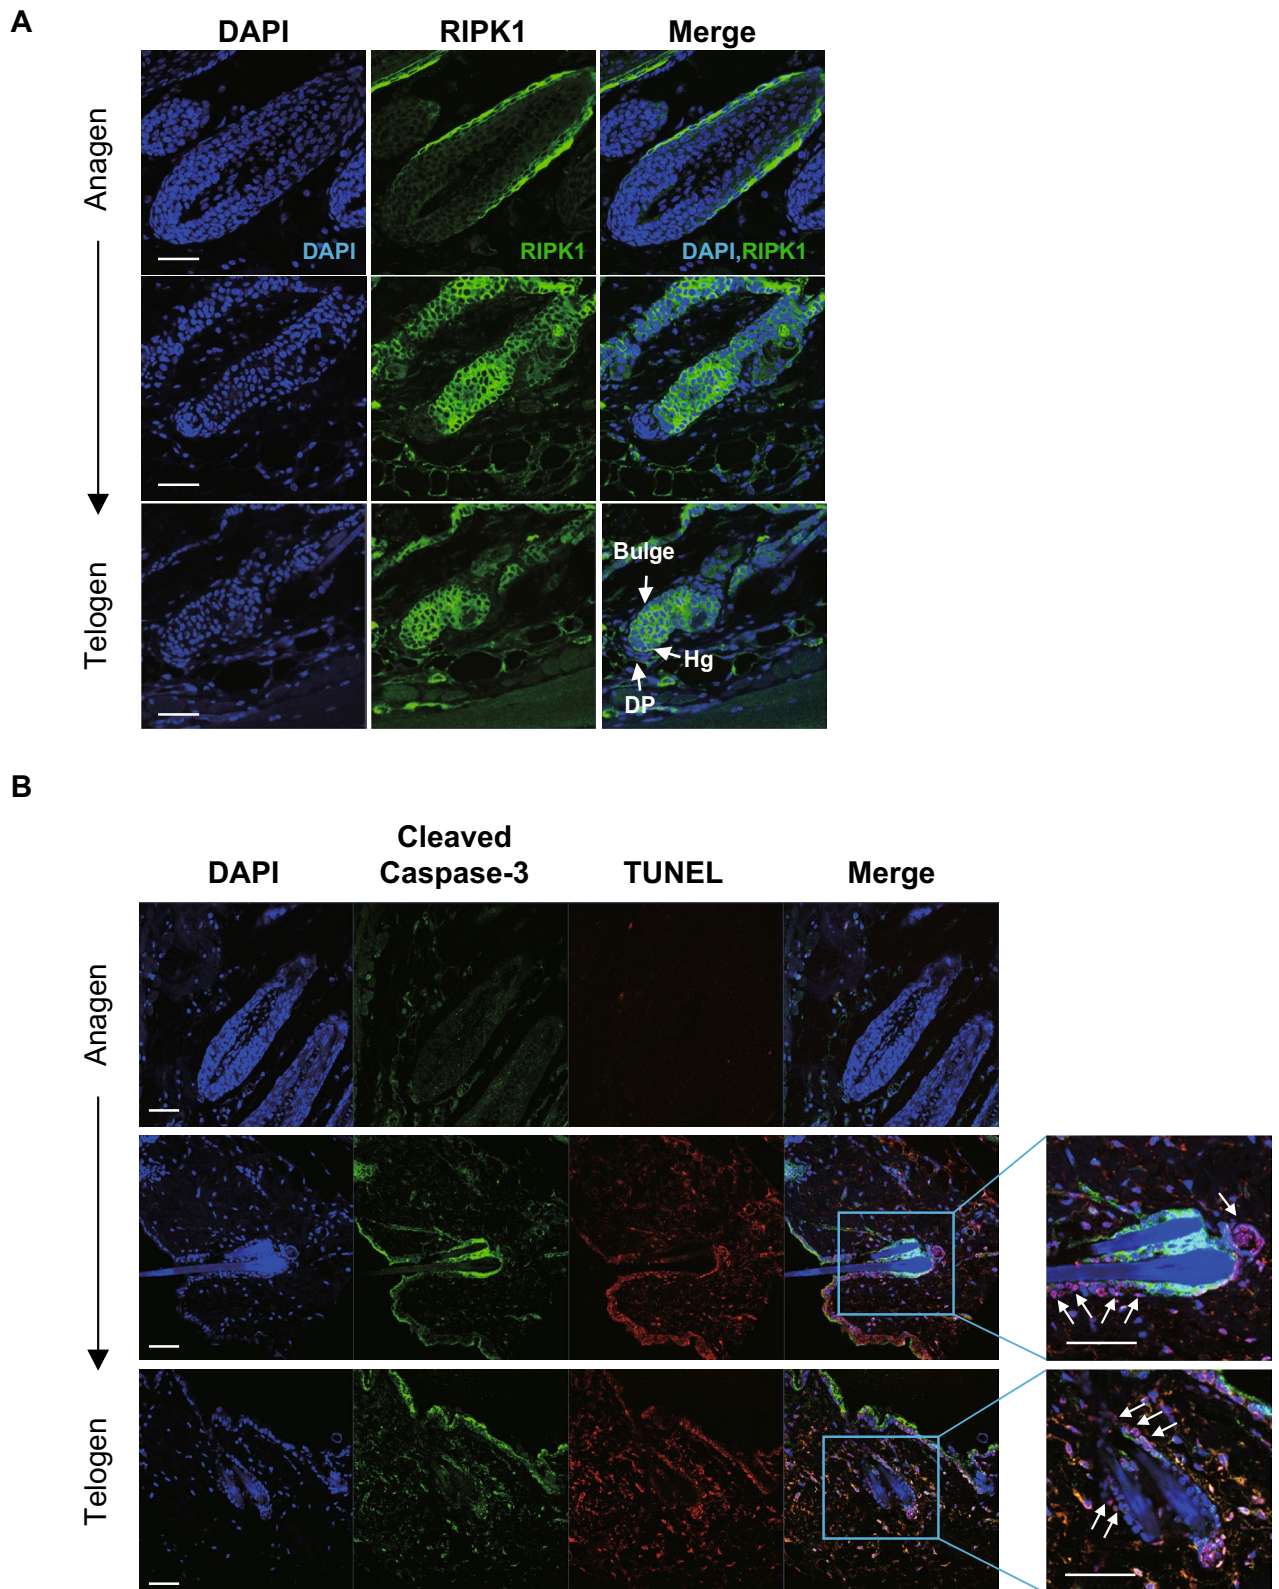 A
DAPI RIPK1 Merge
Anagen
DAPI RIPK1 DAPI,RIPK1
Telogen
Bulge
Hg
DP
B
Cleaved
DAPI Caspase-3 TUNEL Merge
Anagen
Telogen